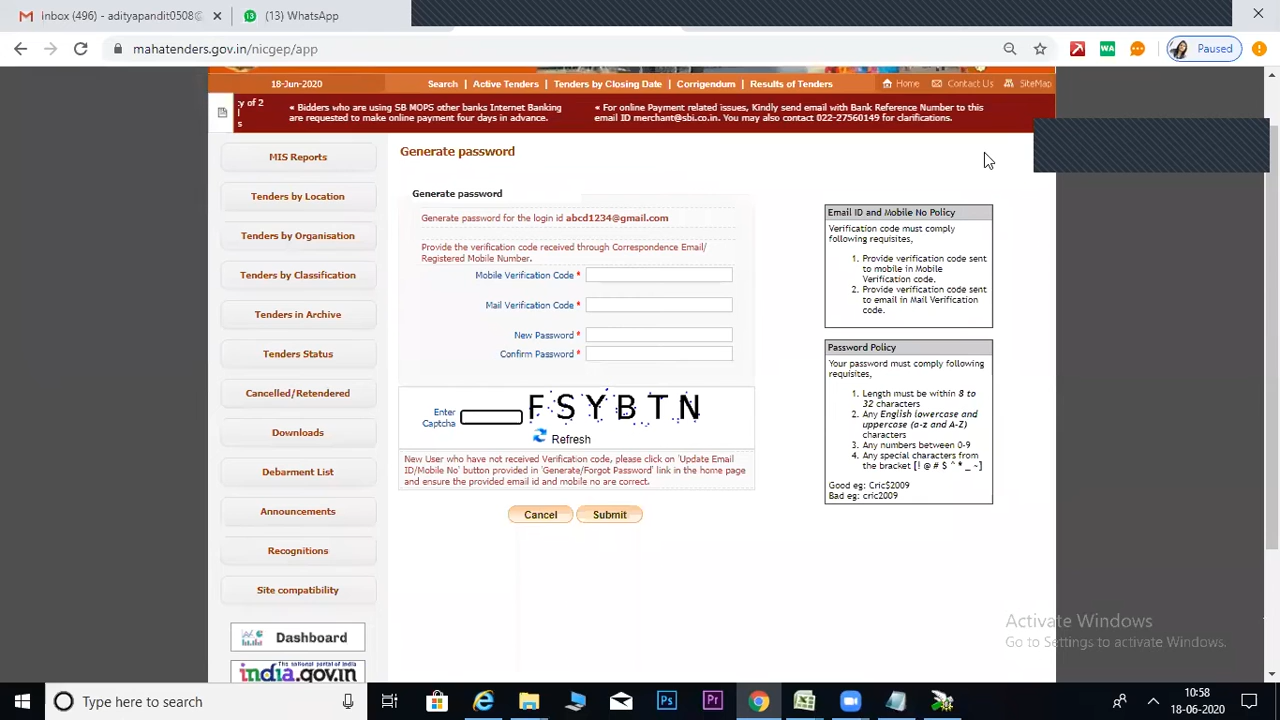 inbox (496) - adityapandit0508@
(13) WhatsApp
mahatenders.gov.in/nicgep/app
WA
Paused
18-Jun-2020
Search | Active Tenders | Tenders by Closing Date | Corrigendum | Results of Tenders
Home Contact Us SiteMap
y of 2
« Bidders who are using SB MOPS other banks Internet Banking
are requested to make online payment four days in advance.
« For online Payment related issues, Kindly send email with Bank Reference Number to this
email ID merchant@sbi.co.in. You may also contact 022-27560149 for clarifications.
MIS Reports
Tenders by Location
Tenders by Organisation
Tenders by Classification
Tenders in Archive
Tenders Status
Cancelled/Retendered
Downloads
Debarment List
Announcements
Recognitions
Site compatibility
Dashboard
The national portal of India
india.gov.in
Generate password
Generate password
Generate password for the login id abcd1234@gmail.com
Provide the verification code received through Correspondence Email/
Registered Mobile Number.
Mobile Verification Code *
Mail Verification Code *
New Password *
Confirm Password *
Enter
Captcha
FSYBTN
Refresh
New User who have not received Verification code, please click on 'Update Email
ID/Mobile No' button provided in 'Generate/Forgot Password' link in the home page
and ensure the provided email id and mobile no are correct.
Cancel
Submit
Email ID and Mobile No Policy
Verification code must comply
following requisites,
1. Provide verification code sent
to mobile in Mobile
Verification code,
2. Provide verification code sent
to email in Mail Verification
code.
Password Policy
Your password must comply following
requisites,
1. Length must be within 8 to
32 characters
2. Any English lowercase and
uppercase (a-z and A-Z)
characters
3. Any numbers between 0-9
4. Any special characters from
the bracket [! @ # $ ^ * _ ~]
Good eg: Cric$2009
Bad eg: cric2009
Activate Windows
Go to Settings to activate Windows.
Type here to search
Ps
Pr
10:58
18-06-2020